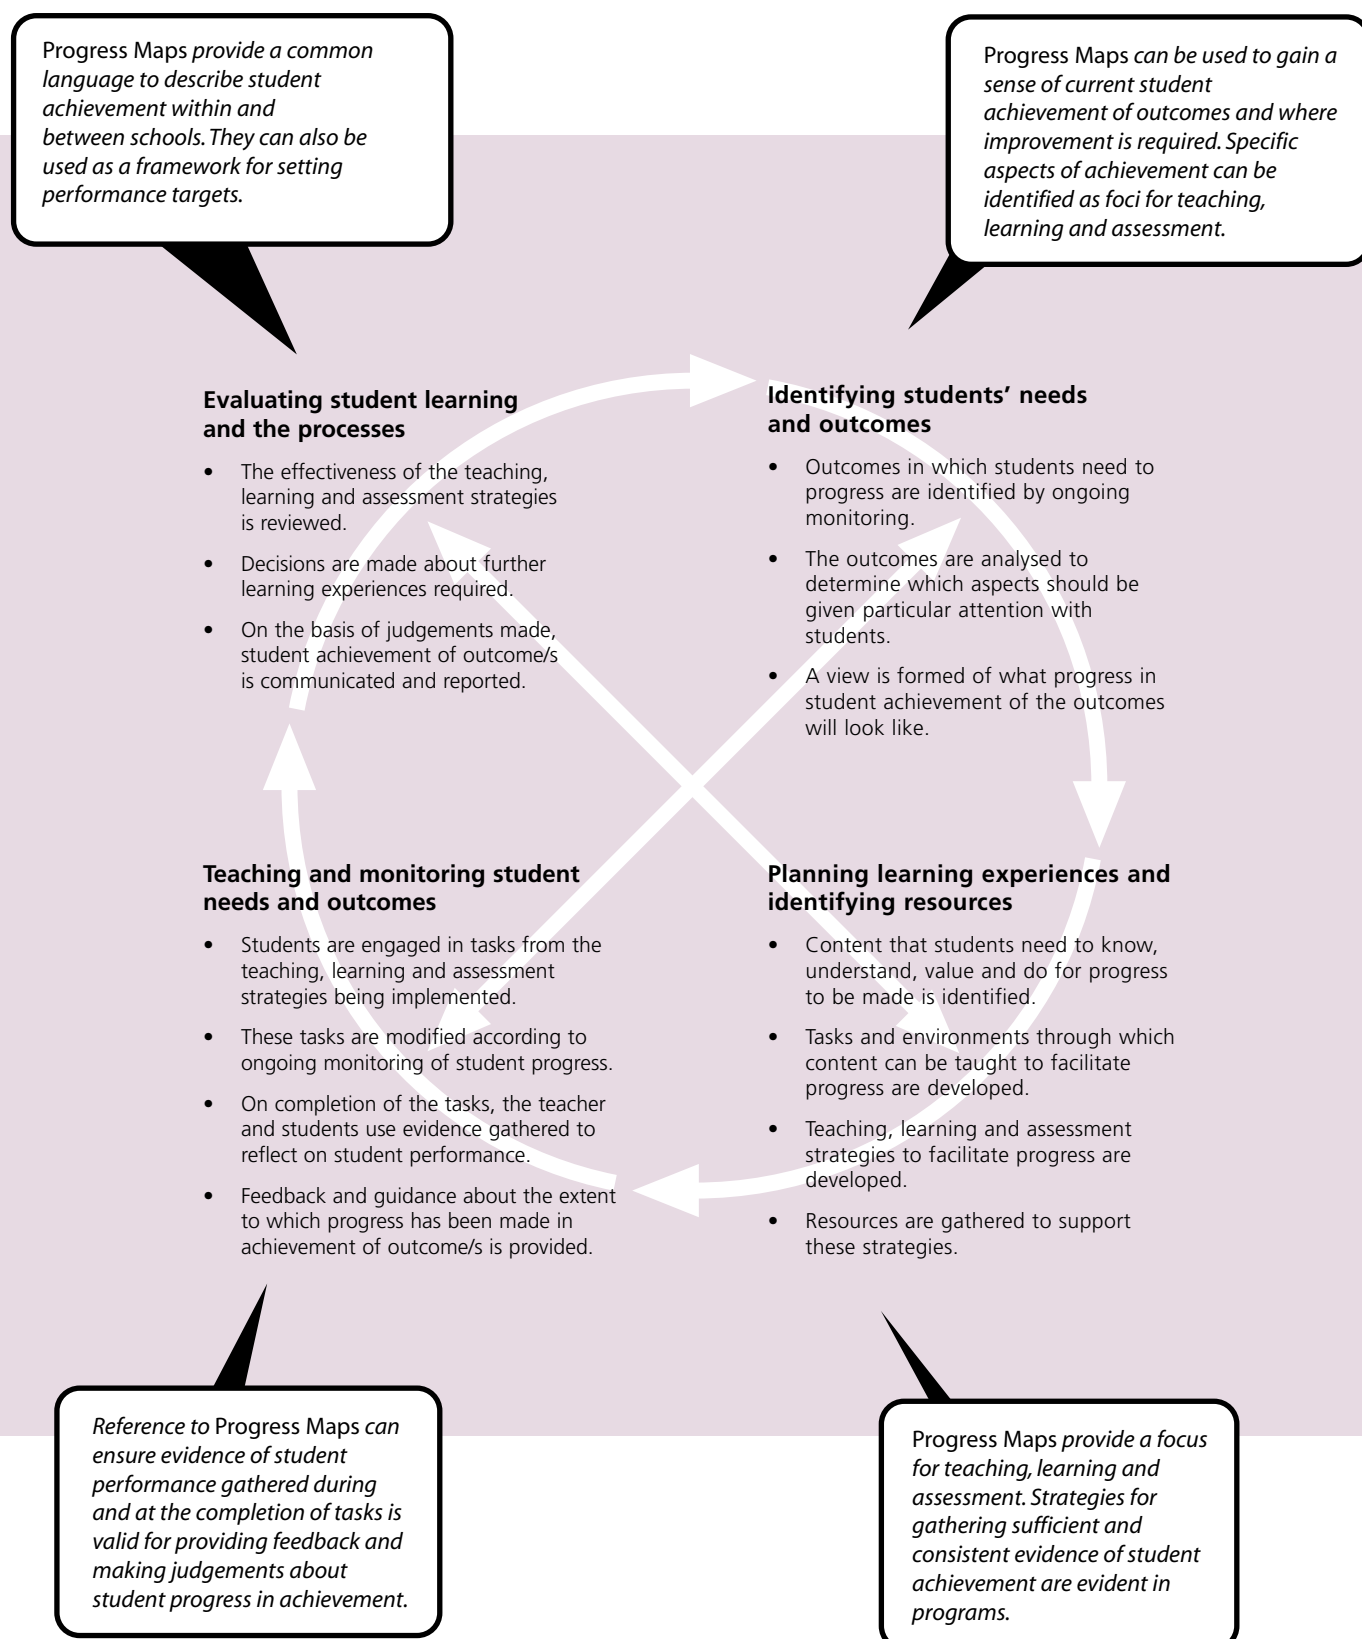 Progress Maps provide a common
language to describe student
achievement within and
between schools. They can also be
used as a framework for setting
performance targets.
Progress Maps can be used to gain a
sense of current student
achievement of outcomes and where
improvement is required. Specific
aspects of achievement can be
identified as foci for teaching,
learning and assessment.
Evaluating student learning
and the processes
• The effectiveness of the teaching,
learning and assessment strategies
is reviewed.
• Decisions are made about further
learning experiences required.
• On the basis of judgements made,
student achievement of outcome/s
is communicated and reported.
Identifying students’ needs
and outcomes
• Outcomes in which students need to
progress are identified by ongoing
monitoring.
• The outcomes are analysed to
determine which aspects should be
given particular attention with
students.
• A view is formed of what progress in
student achievement of the outcomes
will look like.
Teaching and monitoring student
needs and outcomes
• Students are engaged in tasks from the
teaching, learning and assessment
strategies being implemented.
• These tasks are modified according to
ongoing monitoring of student progress.
• On completion of the tasks, the teacher
and students use evidence gathered to
reflect on student performance.
• Feedback and guidance about the extent
to which progress has been made in
achievement of outcome/s is provided.
Planning learning experiences and
identifying resources
• Content that students need to know,
understand, value and do for progress
to be made is identified.
• Tasks and environments through which
content can be taught to facilitate
progress are developed.
• Teaching, learning and assessment
strategies to facilitate progress are
developed.
• Resources are gathered to support
these strategies.
Reference to Progress Maps can
ensure evidence of student
performance gathered during
and at the completion of tasks is
valid for providing feedback and
making judgements about
student progress in achievement.
Progress Maps provide a focus
for teaching, learning and
assessment. Strategies for
gathering sufficient and
consistent evidence of student
achievement are evident in
programs.